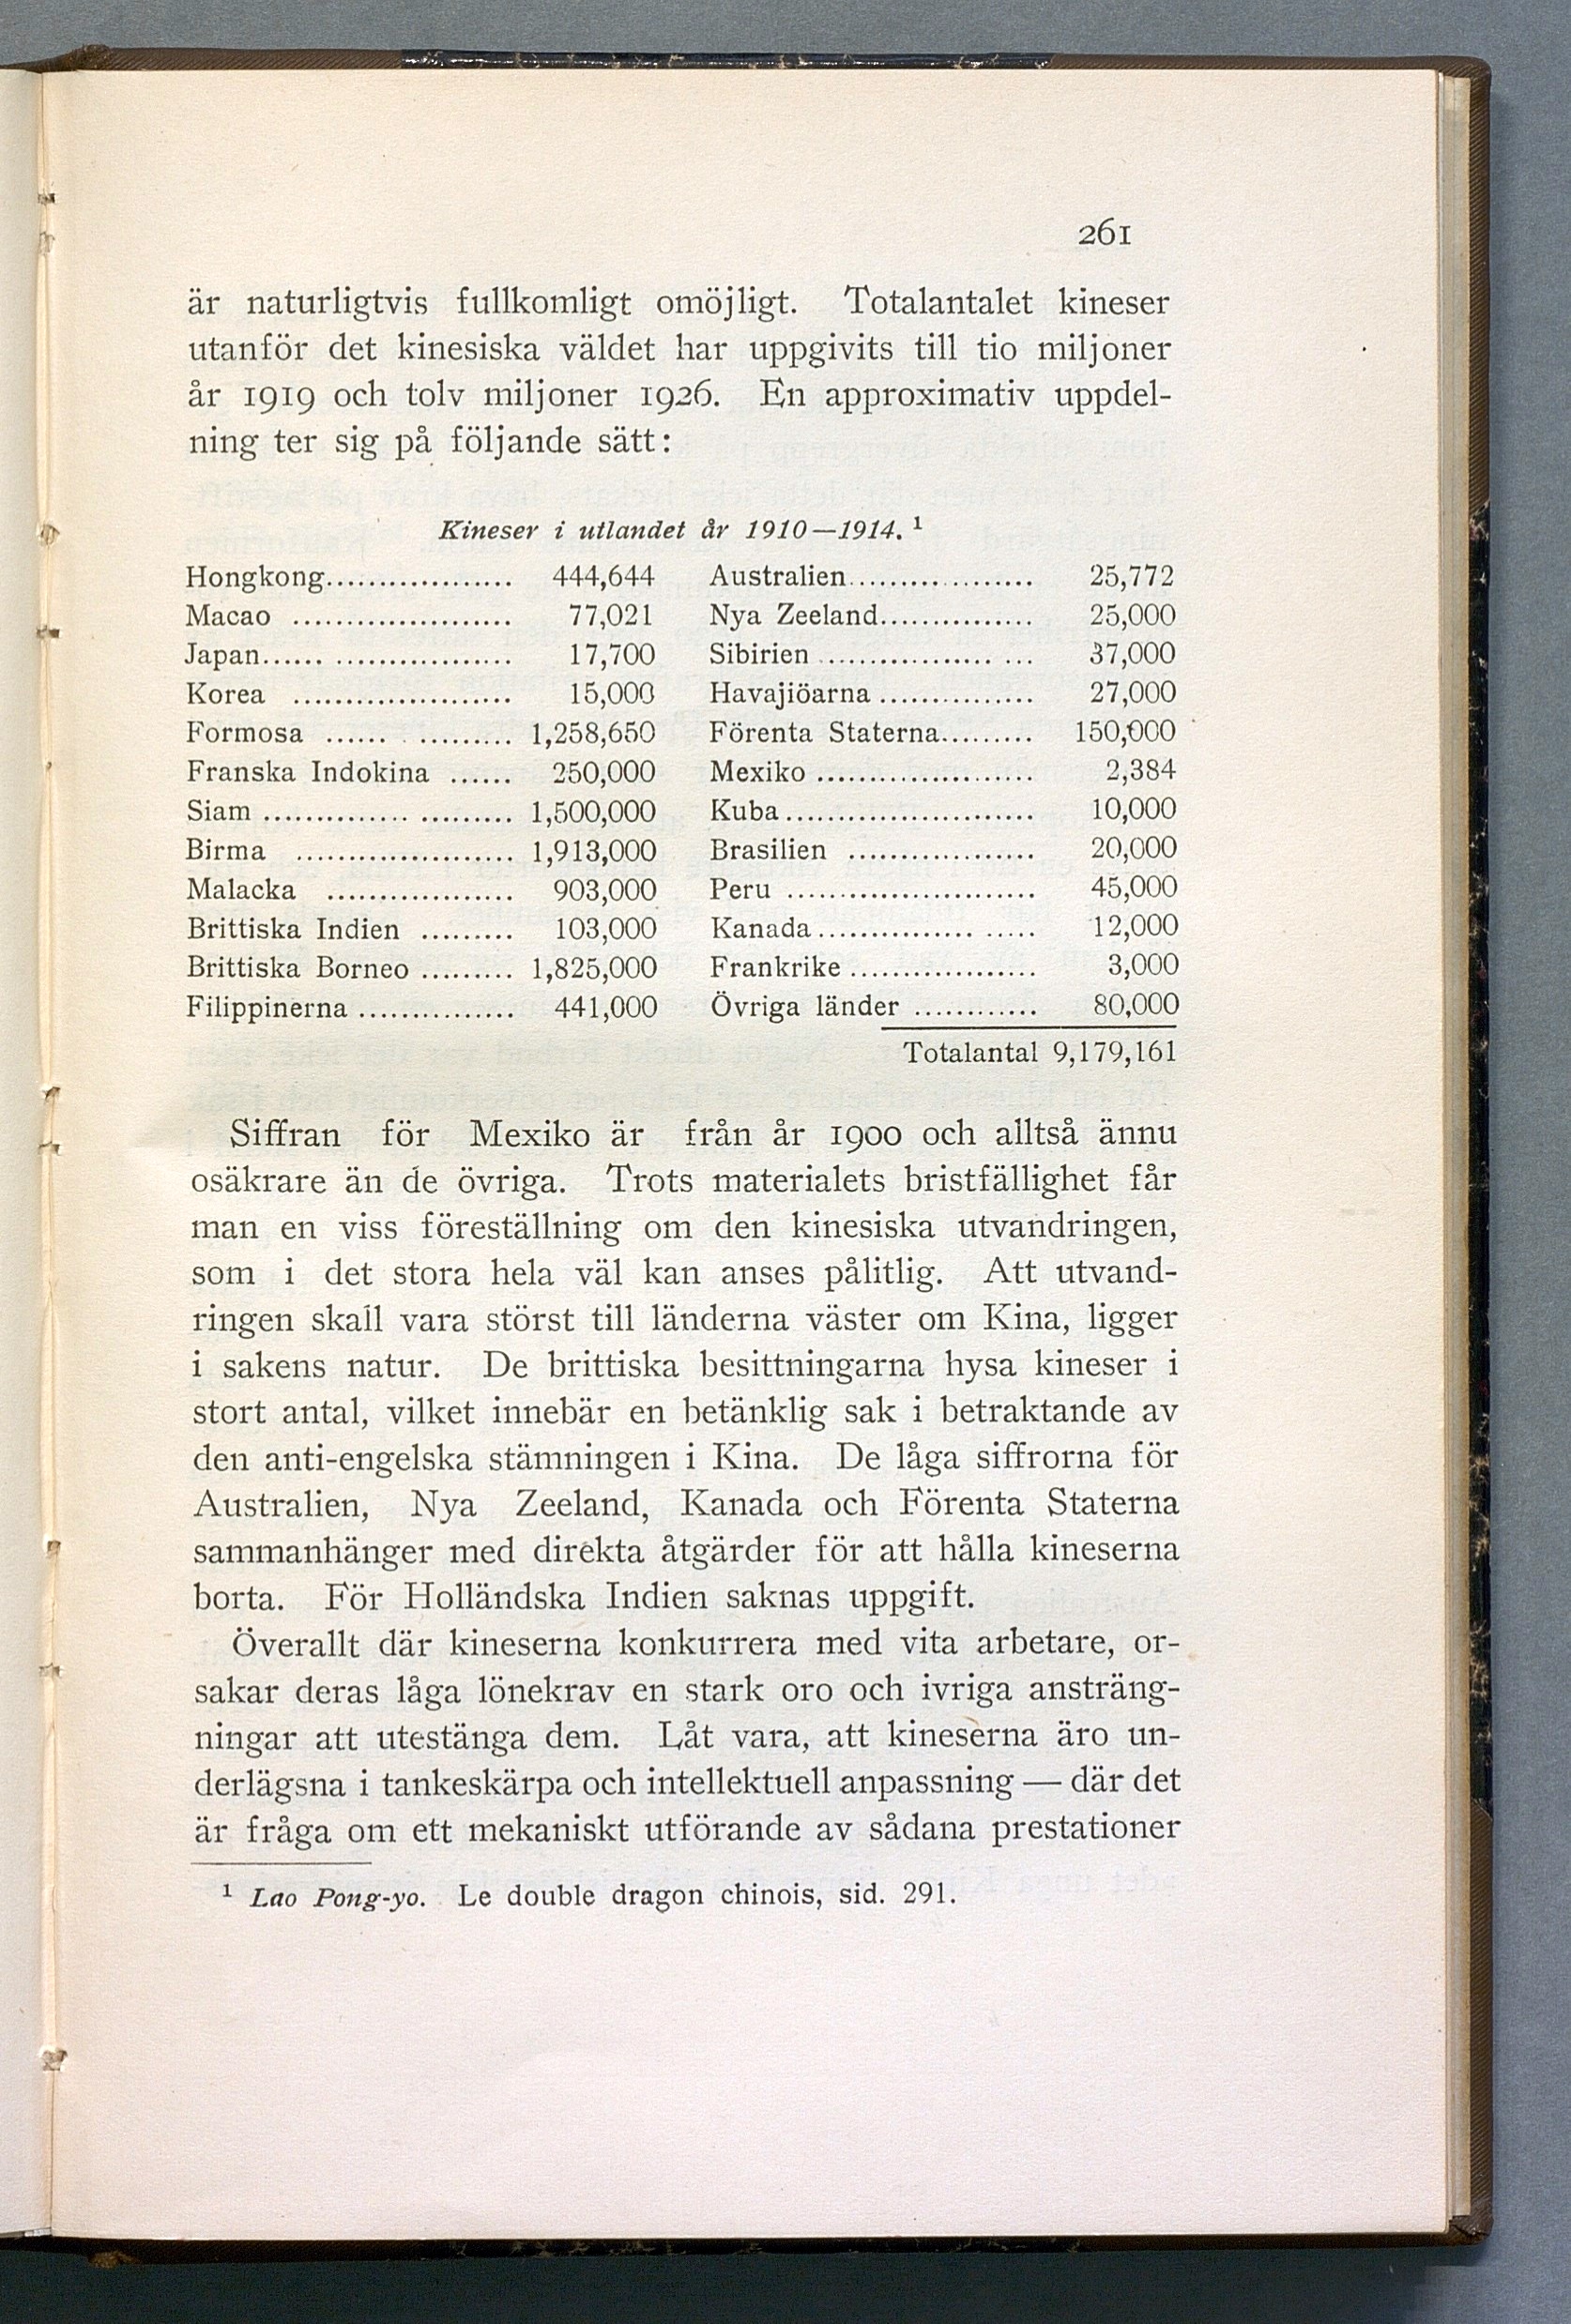 261
är naturligtvis fullkomligt omöjligt. Totalantalet kineser
utanför det kinesiska väldet har uppgivits till tio miljoner
år 1919 och tolv miljoner 1926. En approximativ uppdel-
ning ter sig på följande sätt:
Kineser i utlandet år 1910—1914. ¹
Hongkong.................. 444,644 Australien.................. 25,772
Macao ..................... 77,021 Nya Zeeland............... 25,000
Japan...................... 17,700 Sibirien .................... 37,000
Korea ..................... 15,000 Havajiöarna ............... 27,000
Formosa .................. 1,258,650 Förenta Staterna......... 150,000
Franska Indokina ...... 250,000 Mexiko ..................... 2,384
Siam ....................... 1,500,000 Kuba........................ 10,000
Birma ..................... 1,913,000 Brasilien .................. 20,000
Malacka .................. 903,000 Peru ........................ 45,000
Brittiska Indien ......... 103,000 Kanada.................... 12,000
Brittiska Borneo ......... 1,825,000 Frankrike .................. 3,000
Filippinerna ............... 441,000 Övriga länder ............ 80,000
Totalantal 9,179,161
Siffran för Mexiko är från år 1900 och alltså ännu
osäkrare än de övriga. Trots materialets bristfällighet får
man en viss föreställning om den kinesiska utvandringen,
som i det stora hela väl kan anses pålitlig. Att utvand-
ringen skall vara störst till länderna väster om Kina, ligger
i sakens natur. De brittiska besittningarna hysa kineser i
stort antal, vilket innebär en betänklig sak i betraktande av
den anti-engelska stämningen i Kina. De låga siffrorna för
Australien, Nya Zeeland, Kanada och Förenta Staterna
sammanhänger med direkta åtgärder för att hålla kineserna
borta. För Holländska Indien saknas uppgift.
Överallt där kineserna konkurrera med vita arbetare, or-
sakar deras låga lönekrav en stark oro och ivriga ansträng-
ningar att utestänga dem. Låt vara, att kineserna äro un-
derlägsna i tankeskärpa och intellektuell anpassning — där det
är fråga om ett mekaniskt utförande av sådana prestationer
¹ Lao Pong-yo. Le double dragon chinois, sid. 291.